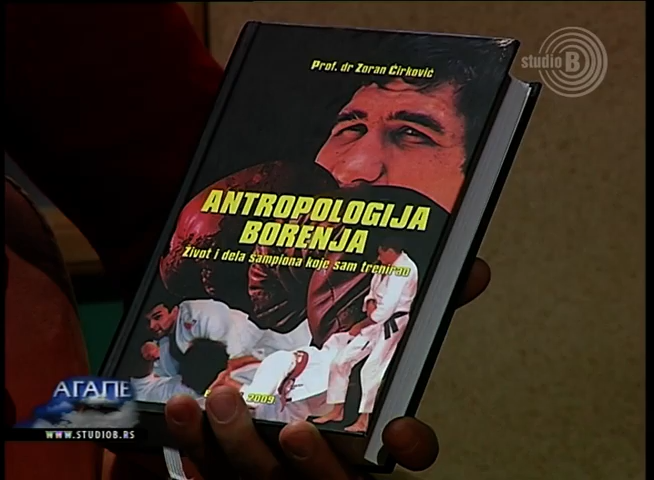 studio B
Prof. dr Zoran Ćirković
ANTROPOLOGIJA
BORENJA
Život i dela šampiona koje sam trenirao
2009
АГАПЕ
WWW.STUDIOB.RS